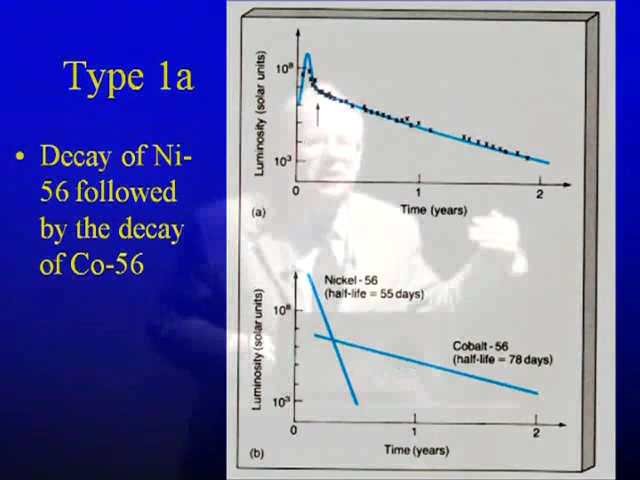 Type 1a
• Decay of Ni-
56 followed
by the decay
of Co-56
Luminosity (solar units)
10⁸
10³
0
1
2
Time (years)
(a)
Nickel - 56
(half-life = 55 days)
Cobalt - 56
(half-life = 78 days)
Luminosity (solar units)
10⁸
10³
0
1
2
Time (years)
(b)